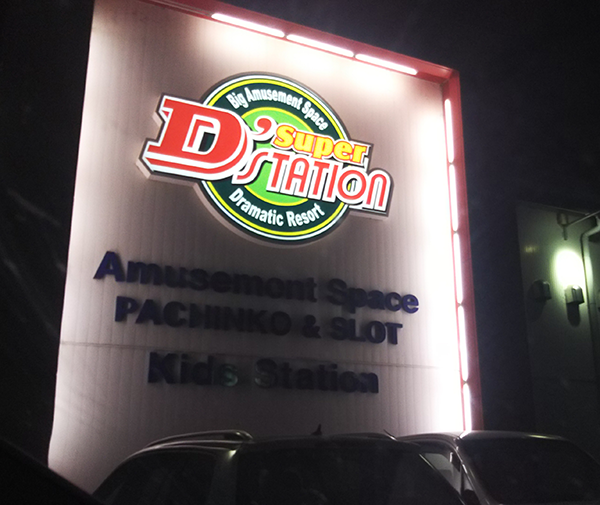 Big Amusement Space
Super
D'STATION
Dramatic Resort
Amusement Space
PACHINKO & SLOT
Kids Station